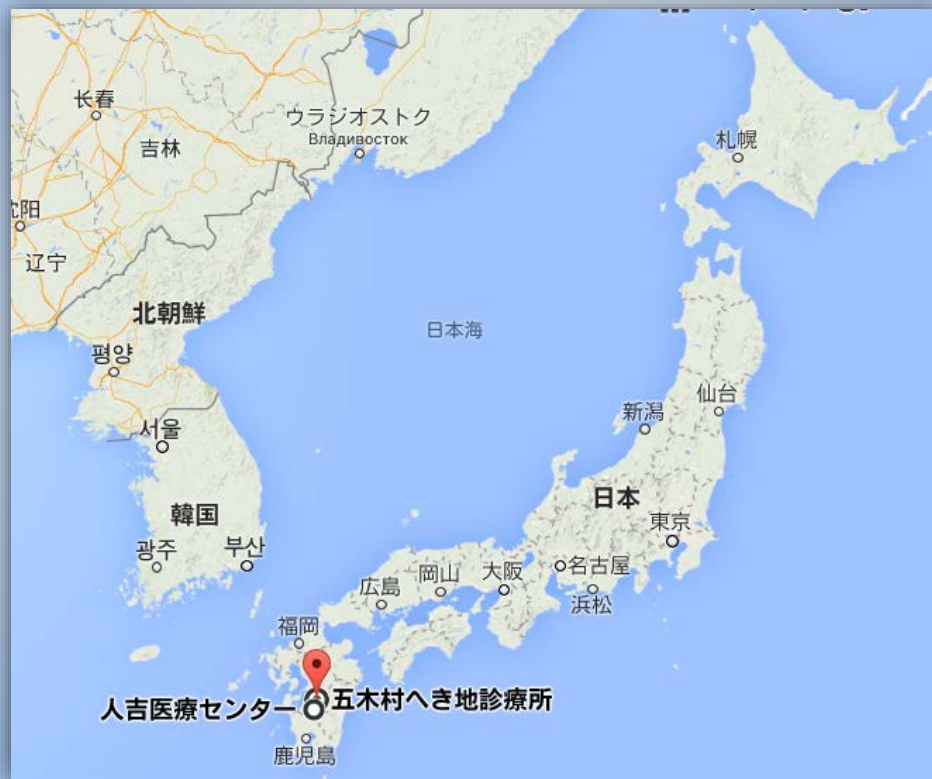 长春
ウラジオストク
Владивосток
吉林
札幌
辽宁
北朝鮮
日本海
평양
仙台
新潟
서울
日本
韓国
東京
광주
부산
名古屋
大阪
岡山
広島
浜松
福岡
五木村へき地診療所
人吉医療センター
鹿児島